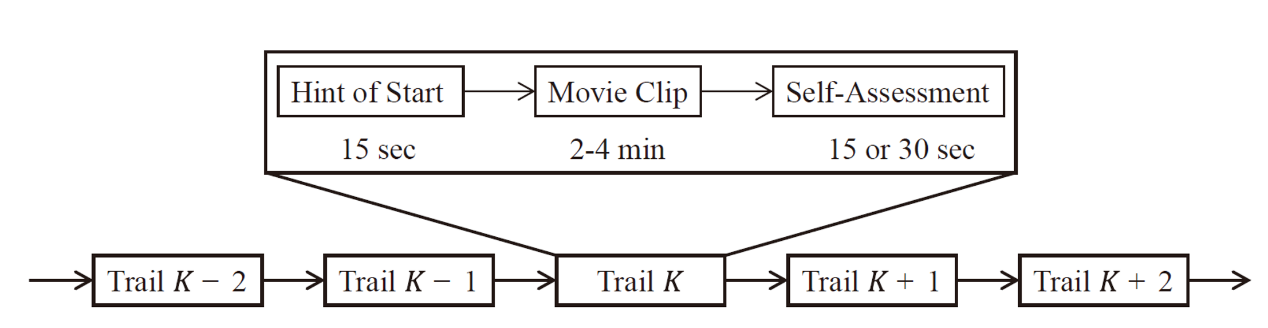 Hint of Start Movie Clip Self-Assessment
15 sec 2-4 min 15 or 30 sec
Trail K − 2 Trail K − 1 Trail K Trail K + 1 Trail K + 2